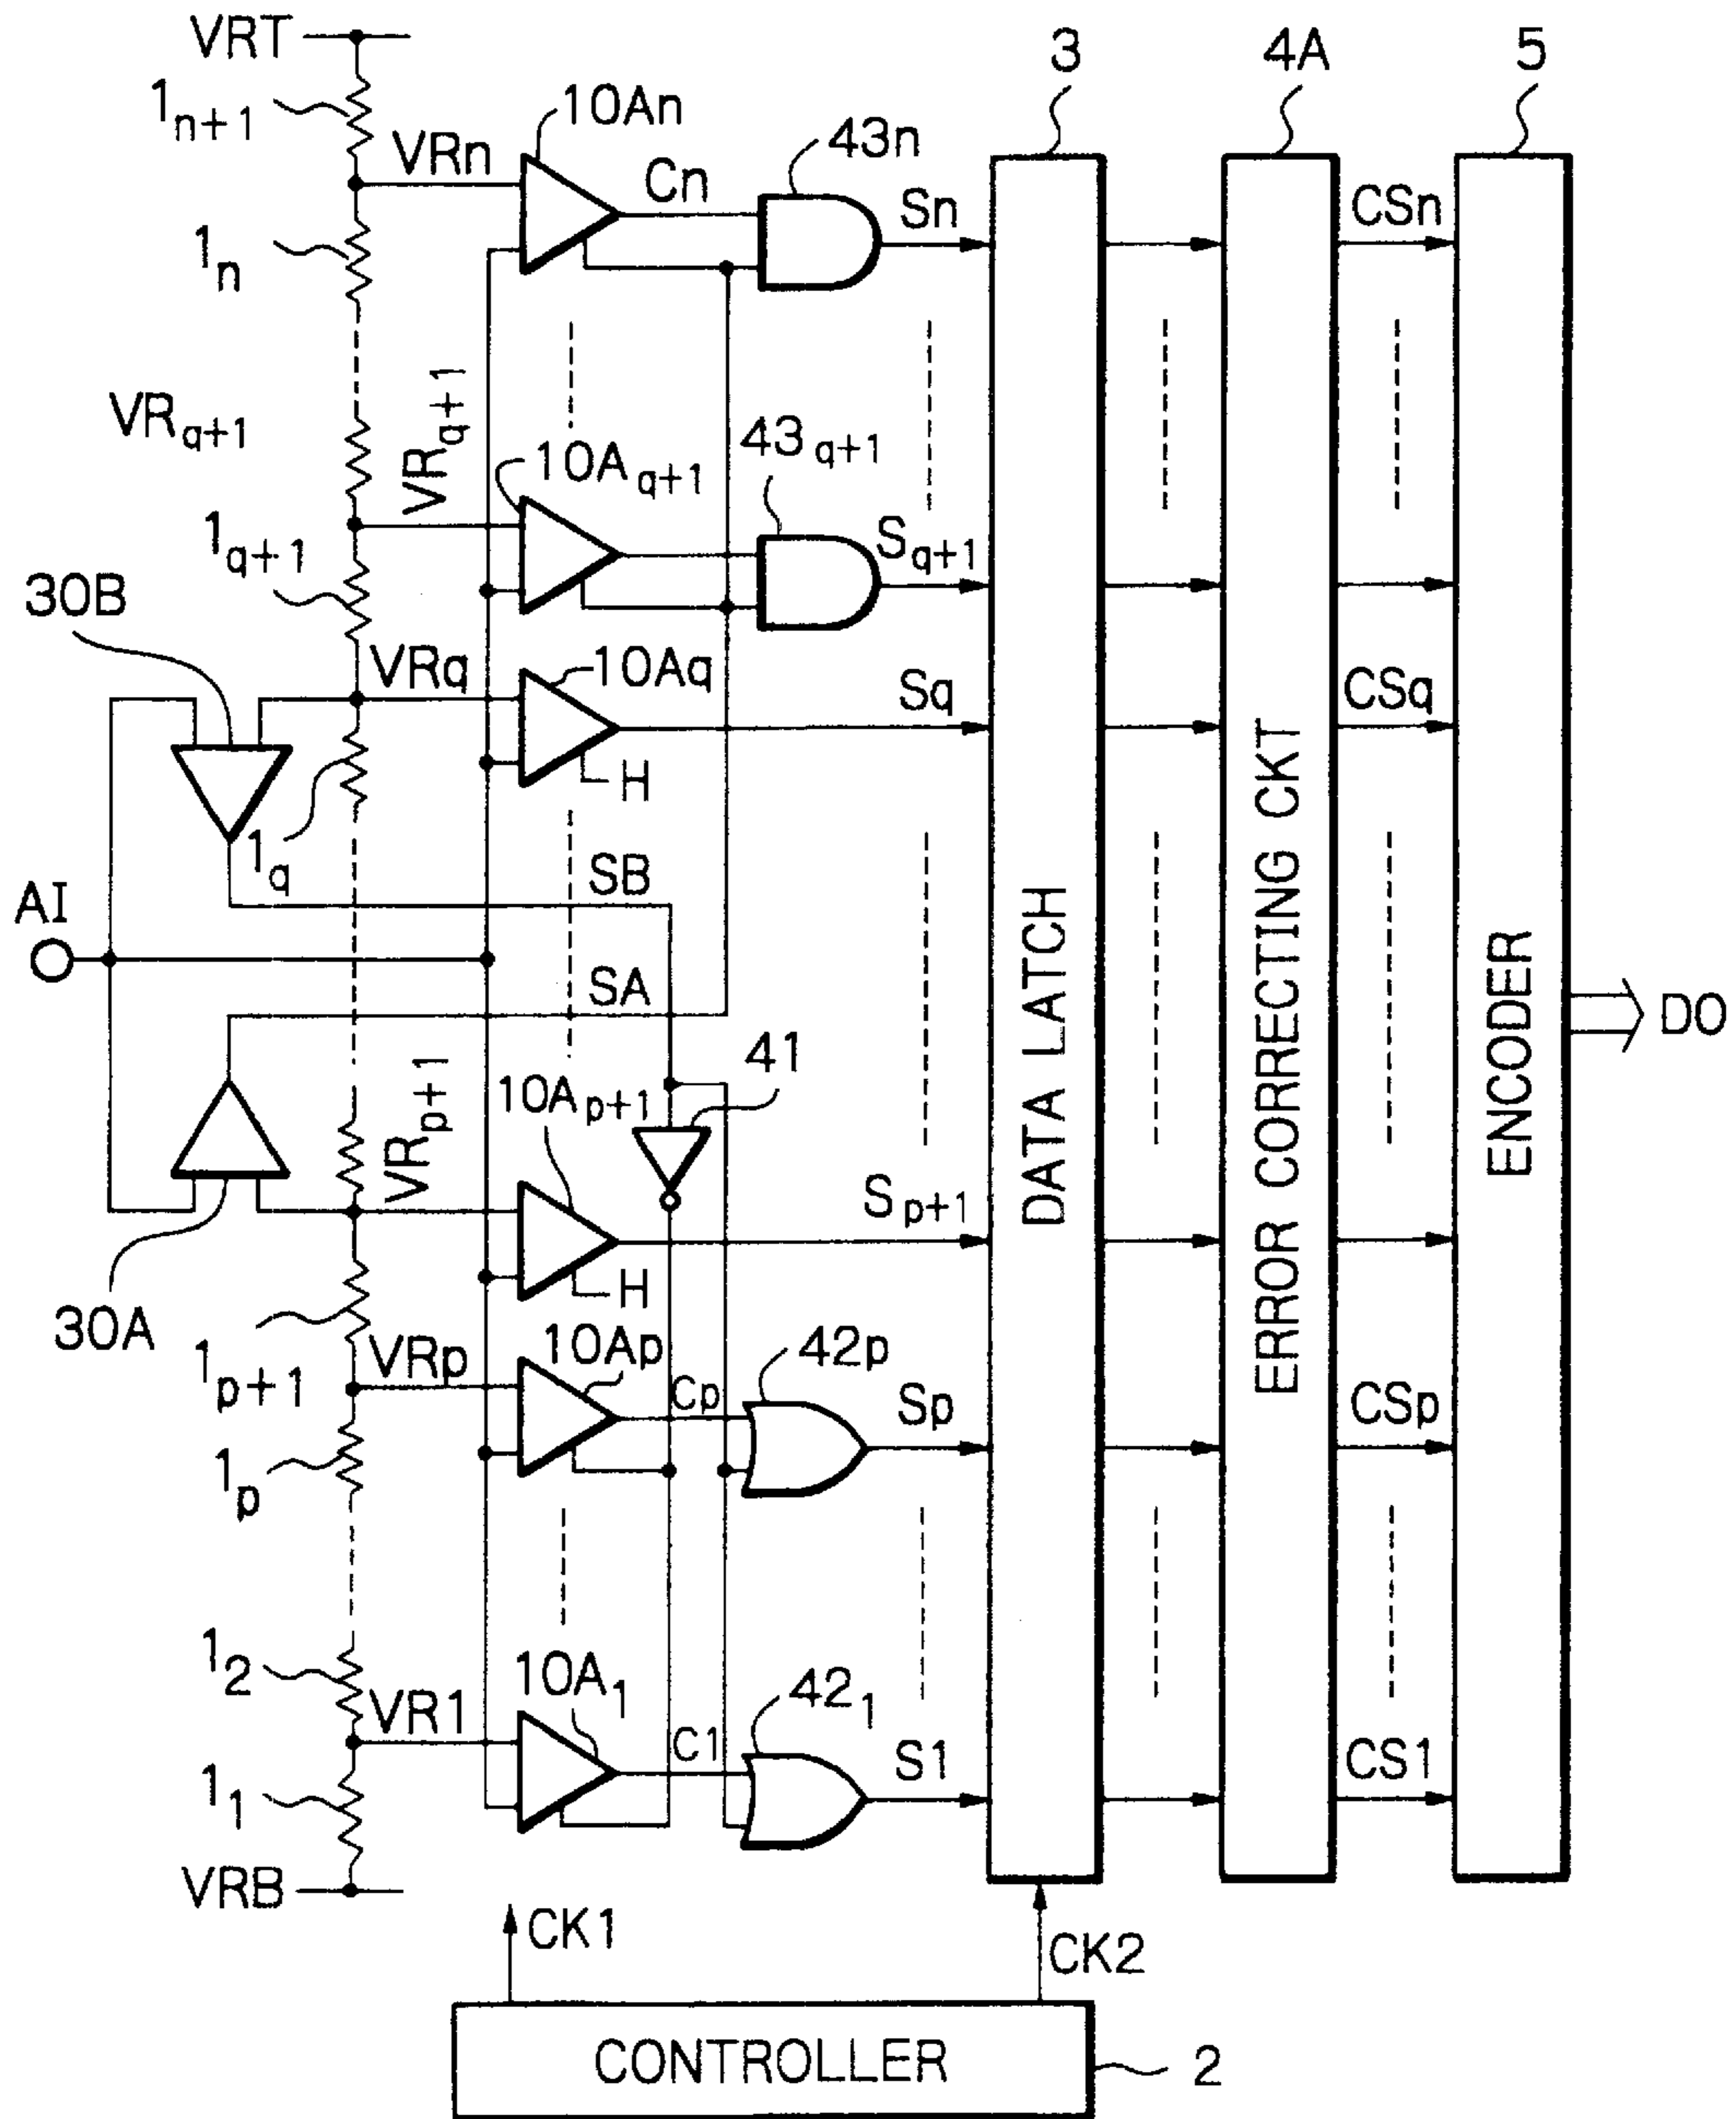 VRT
1n+1
10An
3
4A
5
VRn
Cn
43n
Sn
CSn
1n
VRq+1
VRq+1
10Aq+1
43q+1
1q+1
Sq+1
30B
VRq
10Aq
Sq
CSq
H
1q
SB
AI
SA
DATA LATCH
ERROR CORRECTING CKT
ENCODER
DO
VRp+1
10Ap+1
41
Sp+1
H
30A
1p+1
VRp
10Ap
Cp
42p
Sp
CSp
1p
12
VR1
10A1
C1
421
S1
CS1
11
VRB
CK1
CK2
CONTROLLER
2